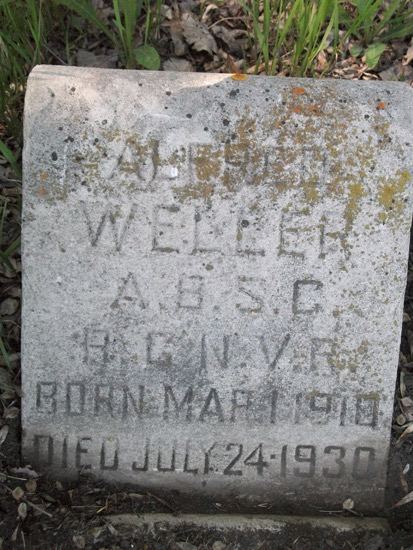 ALFRED
WELLER
A.B.S.C.
R.C.N.V.R.
BORN MAR.1.1910
DIED JULY.24.1930